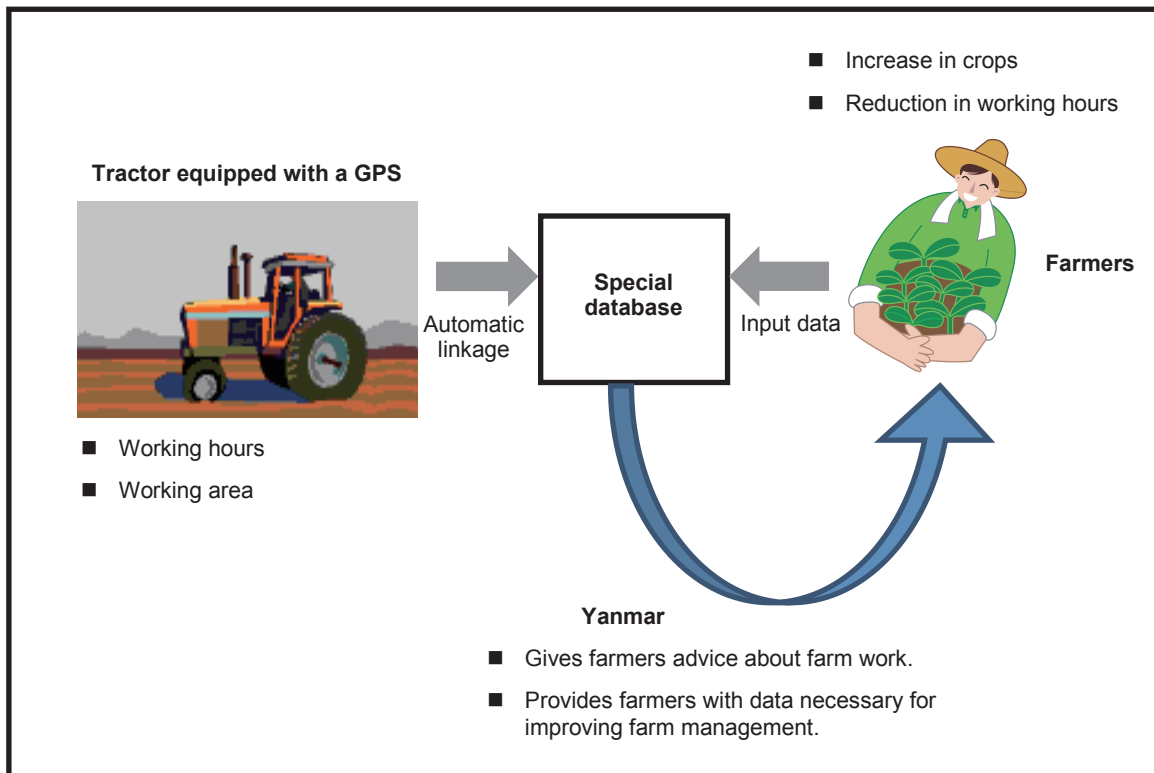 ■ Increase in crops
■ Reduction in working hours
Tractor equipped with a GPS
Special
database
Farmers
Automatic
linkage
Input data
■ Working hours
■ Working area
Yanmar
■ Gives farmers advice about farm work.
■ Provides farmers with data necessary for
improving farm management.